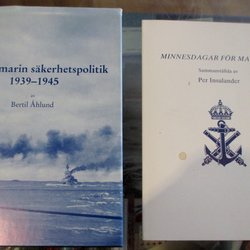 marin säkerhetspolitik
1939–1945
av
Bertil Åhlund
MINNESDAGAR FÖR MA
Sammanställda av
Per Insulander